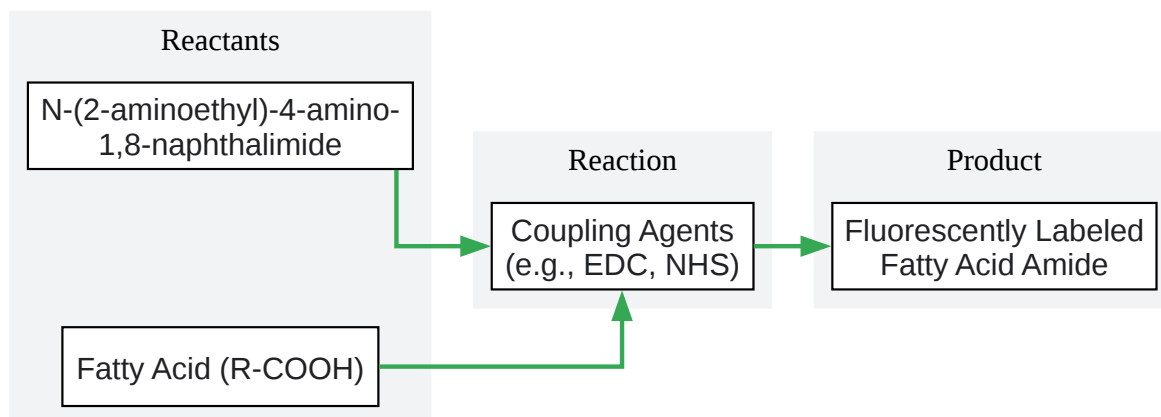 Reactants
N-(2-aminoethyl)-4-amino-
1,8-naphthalimide
Fatty Acid (R-COOH)
Reaction
Coupling Agents
(e.g., EDC, NHS)
Product
Fluorescently Labeled
Fatty Acid Amide